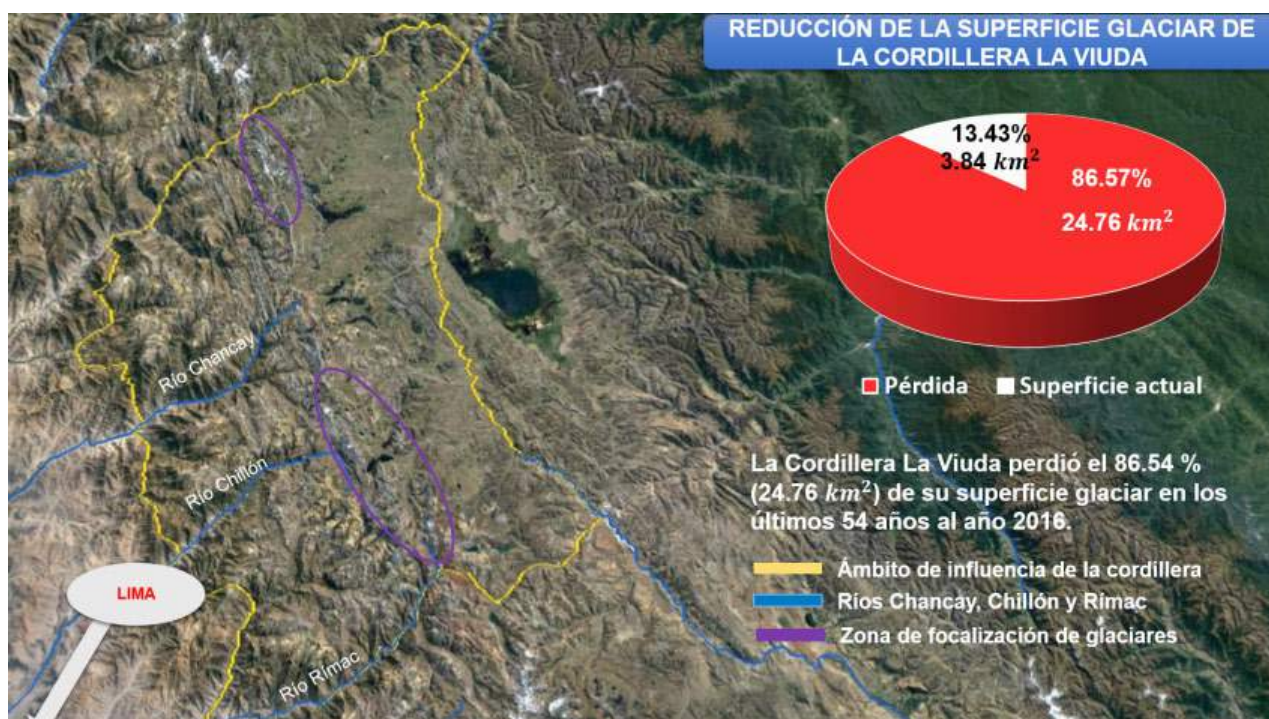 REDUCCIÓN DE LA SUPERFICIE GLACIAR DE
LA CORDILLERA LA VIUDA
13.43%
3.84 km²
86.57%
24.76 km²
Pérdida
Superficie actual
Río Chancay
Río Chillón
La Cordillera La Viuda perdió el 86.54 %
(24.76 km²) de su superficie glaciar en los
últimos 54 años al año 2016.
Ámbito de influencia de la cordillera
Ríos Chancay, Chillón y Rímac
Zona de focalización de glaciares
LIMA
Río Rímac